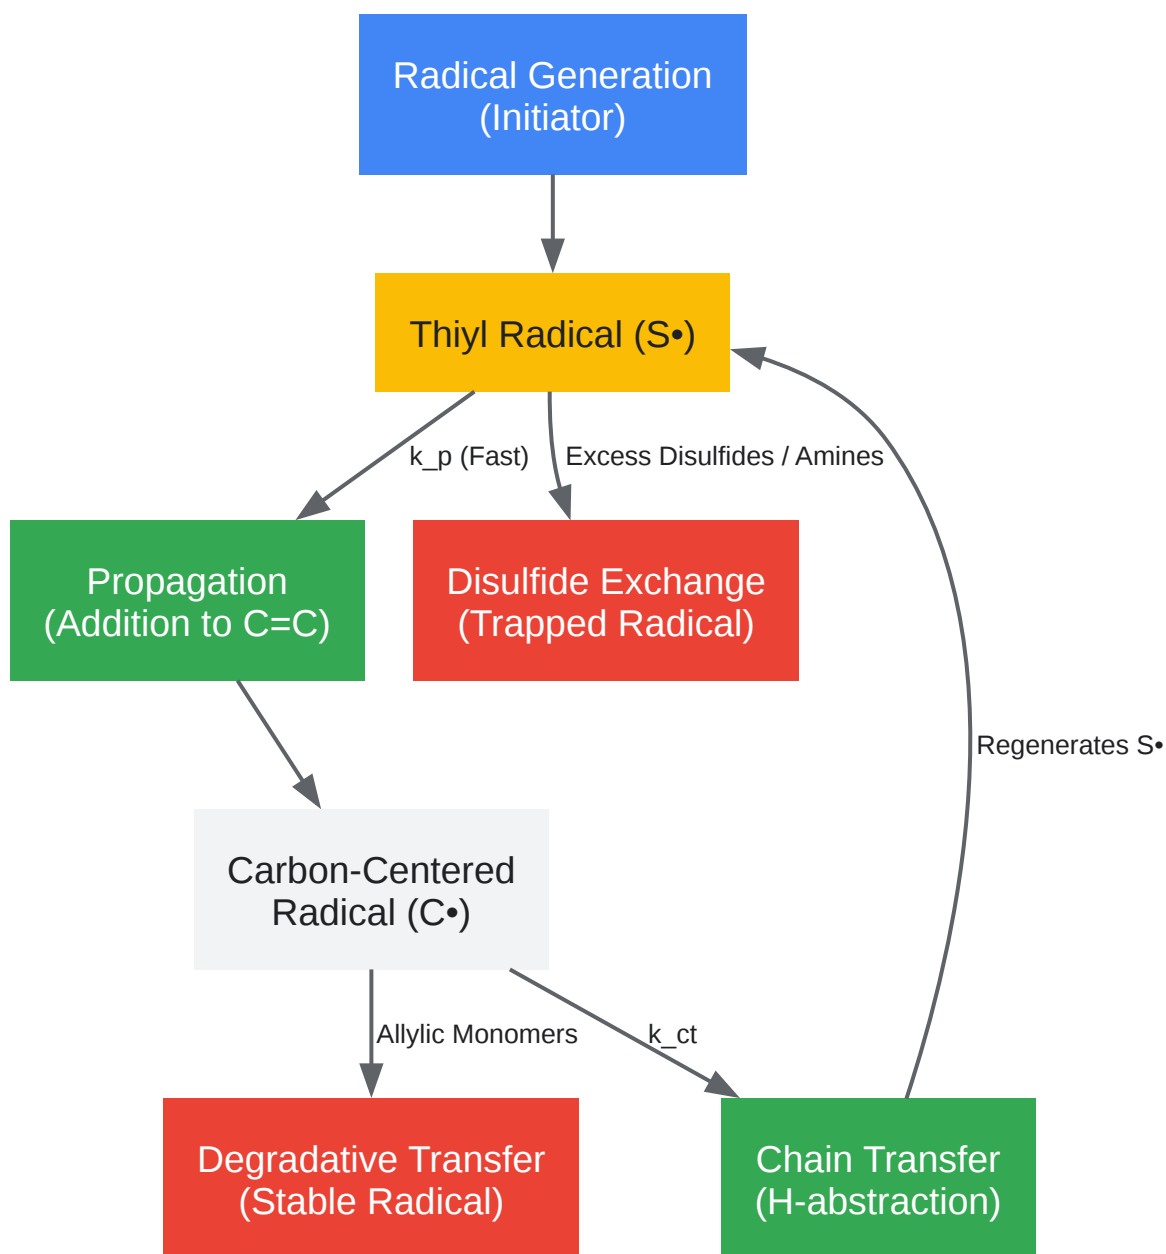 Radical Generation
(Initiator)
Thiyl Radical (S•)
k_p (Fast)
Excess Disulfides / Amines
Propagation
(Addition to C=C)
Disulfide Exchange
(Trapped Radical)
Regenerates S•
Carbon-Centered
Radical (C•)
Allylic Monomers
k_ct
Degradative Transfer
(Stable Radical)
Chain Transfer
(H-abstraction)